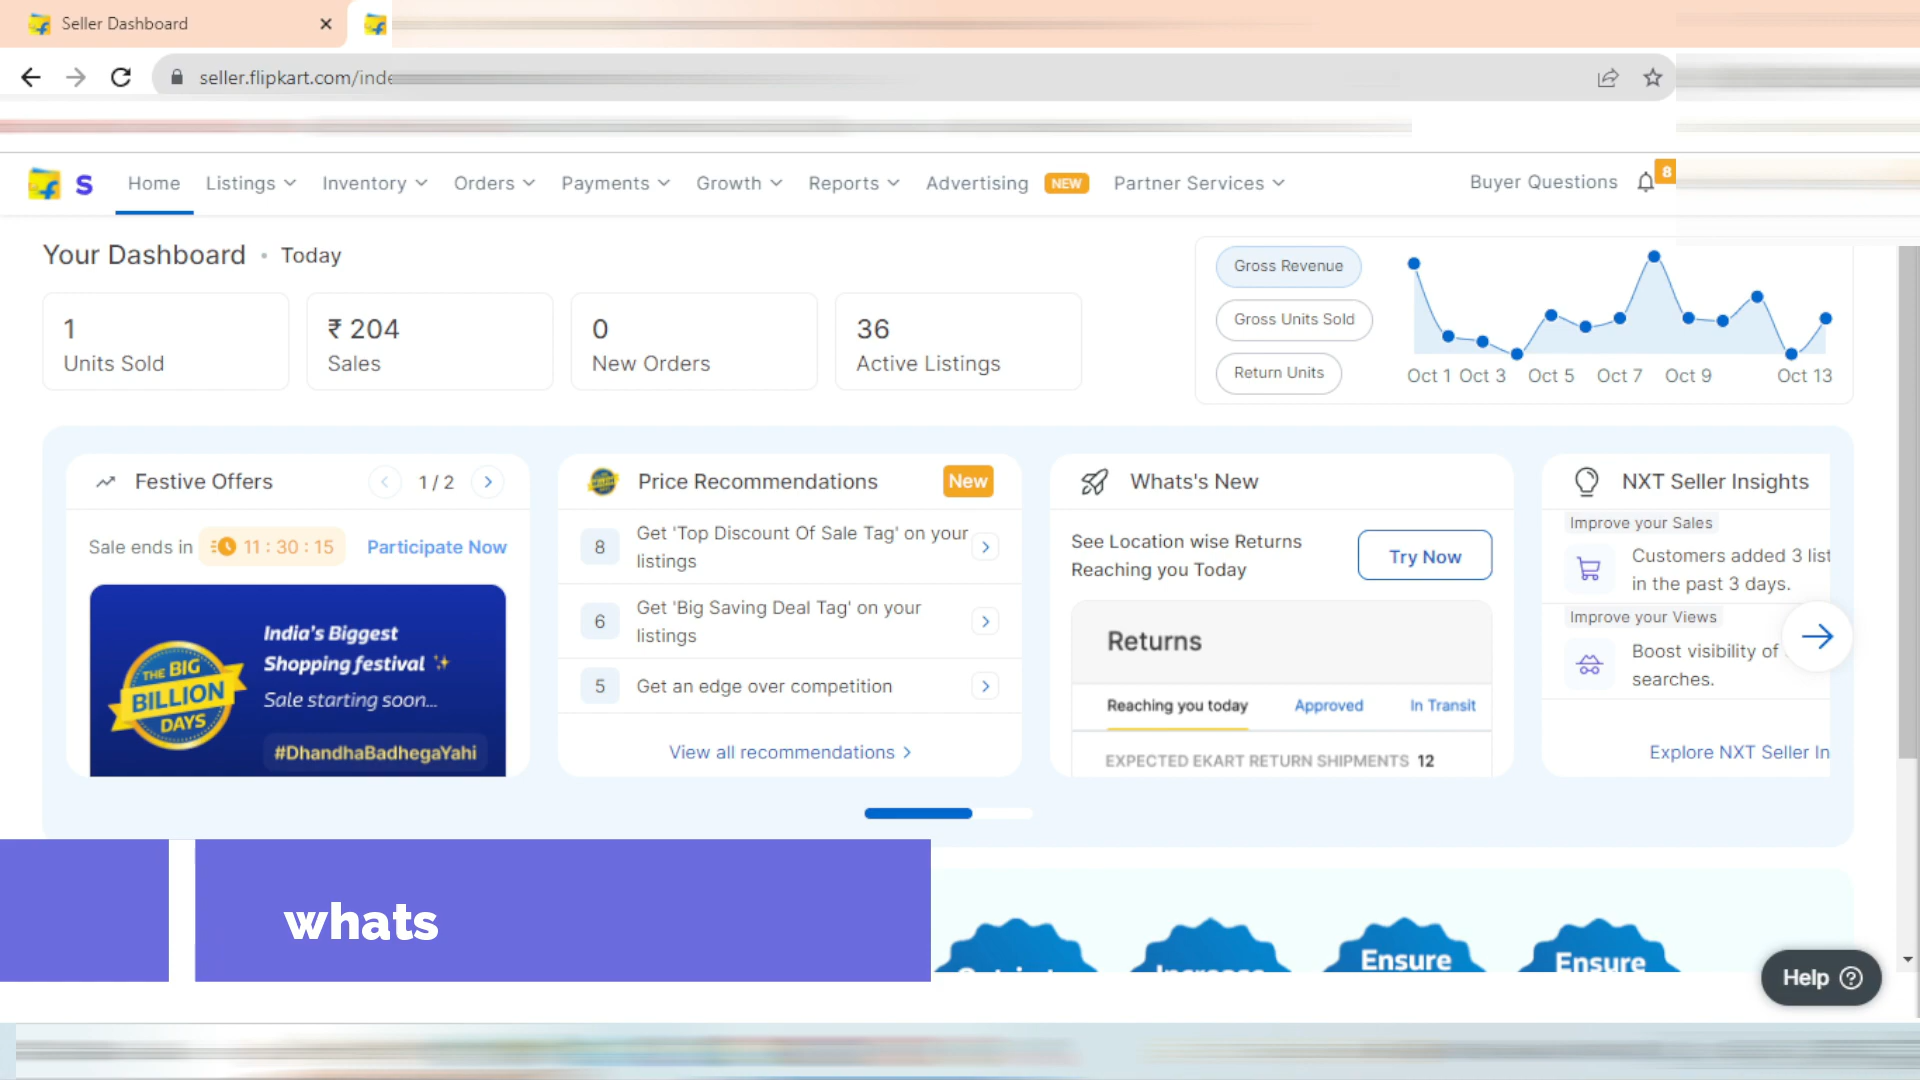 Seller Dashboard
seller.flipkart.com/inde
S Home Listings Inventory Orders Payments Growth Reports Advertising NEW Partner Services Buyer Questions 8
Your Dashboard • Today
1
Units Sold
₹ 204
Sales
0
New Orders
36
Active Listings
Gross Revenue
Gross Units Sold
Return Units
Oct 1 Oct 3 Oct 5 Oct 7 Oct 9 Oct 13
Festive Offers 1 / 2
Sale ends in 11 : 30 : 15 Participate Now
THE BIG
BILLION
DAYS
India's Biggest
Shopping festival
Sale starting soon...
#DhandhaBadhegaYahi
Price Recommendations New
8 Get 'Top Discount Of Sale Tag' on your
listings
6 Get 'Big Saving Deal Tag' on your
listings
5 Get an edge over competition
View all recommendations >
Whats's New
See Location wise Returns
Reaching you Today
Try Now
Returns
Reaching you today Approved In Transit
EXPECTED EKART RETURN SHIPMENTS 12
NXT Seller Insights
Improve your Sales
Customers added 3 list
in the past 3 days.
Improve your Views
Boost visibility of
searches.
Explore NXT Seller In
whats
Ensure
Ensure
Help